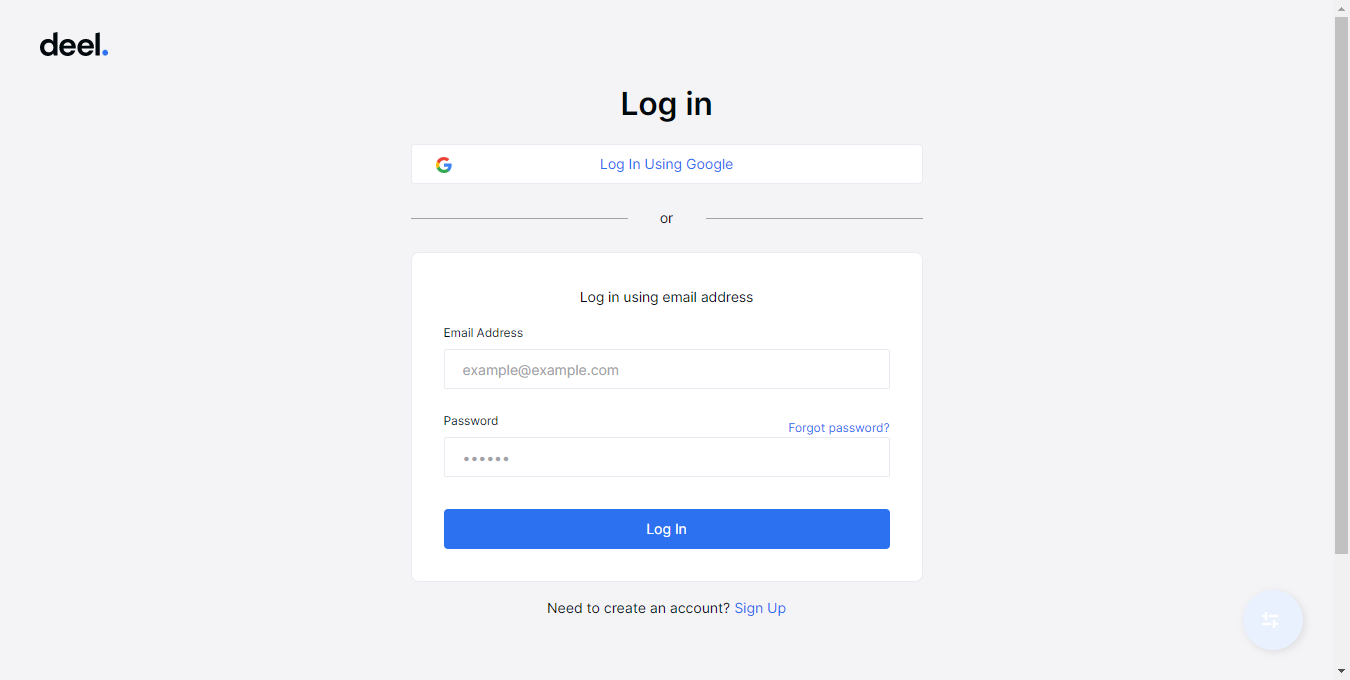 deel.
Log in
Log In Using Google
or
Log in using email address
Email Address
example@example.com
Password
Forgot password?
••••••
Log In
Need to create an account? Sign Up